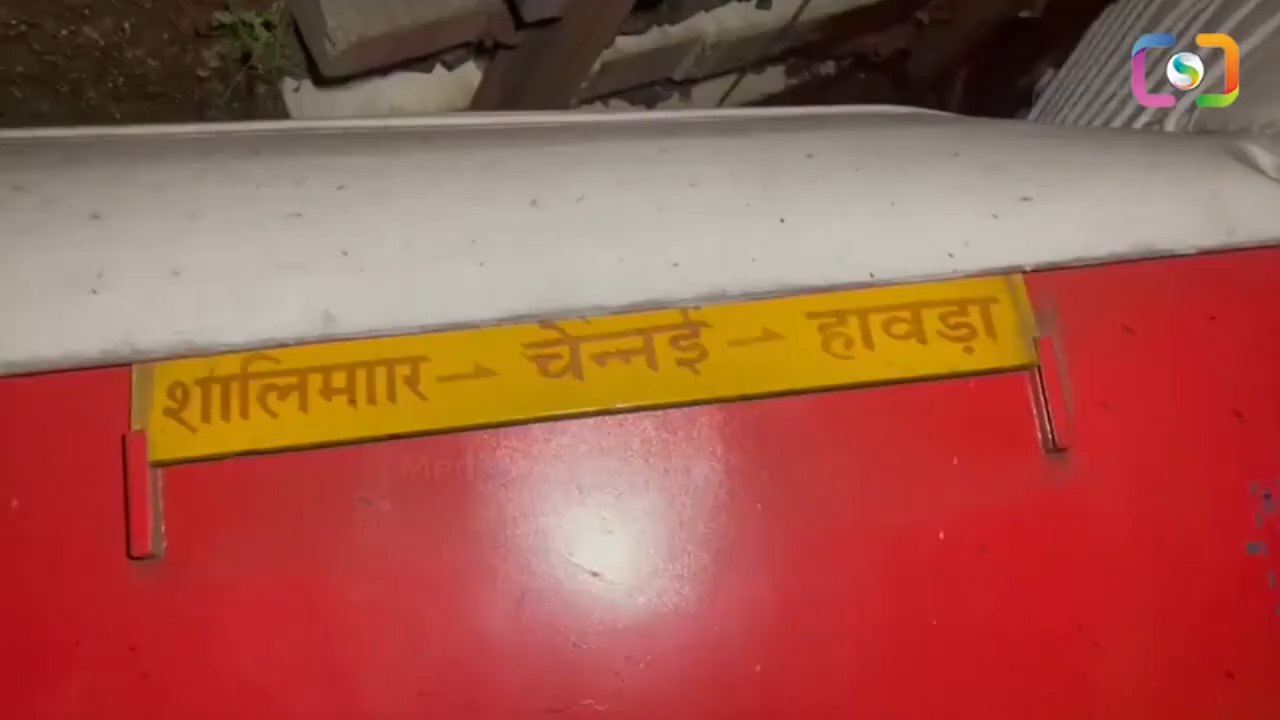 शाालिमाार → चेन्नई → हावड़ा